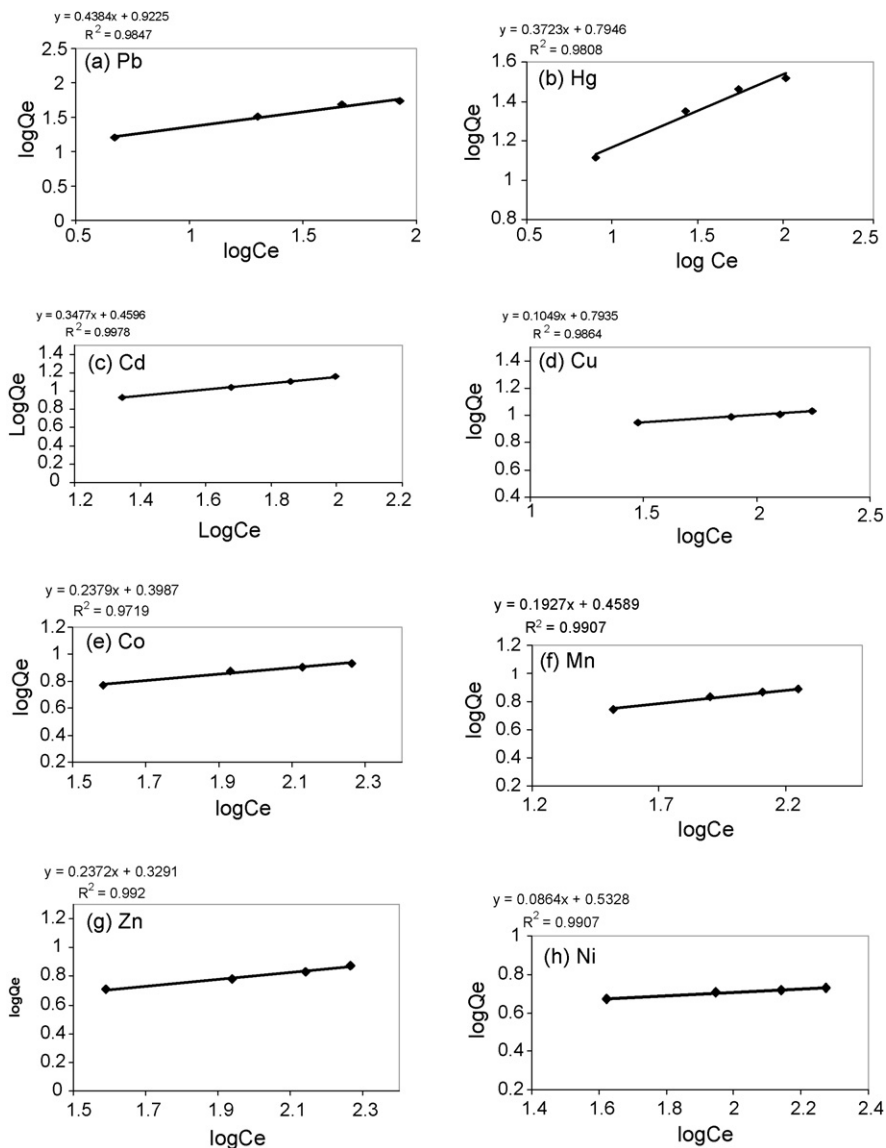 y = 0.4384x + 0.9225
R² = 0.9847
(a) Pb
2.5
2
1.5
1
0.5
0
0.5
1
1.5
2
logQe
logCe
y = 0.3723x + 0.7946
R² = 0.9808
(b) Hg
1.6
1.4
1.2
1
0.8
0.5
1
1.5
2
2.5
logQe
log Ce
y = 0.3477x + 0.4596
R² = 0.9978
(c) Cd
1.4
1.2
1
0.8
0.6
0.4
0.2
0
1.2
1.4
1.6
1.8
2
2.2
LogQe
LogCe
y = 0.1049x + 0.7935
R² = 0.9864
(d) Cu
1.4
1.2
1
0.8
0.6
0.4
1
1.5
2
2.5
logQe
logCe
y = 0.2379x + 0.3987
R² = 0.9719
(e) Co
1.2
1
0.8
0.6
0.4
0.2
1.5
1.7
1.9
2.1
2.3
logQe
logCe
y = 0.1927x + 0.4589
R² = 0.9907
(f) Mn
1.2
1
0.8
0.6
0.4
0.2
1.2
1.7
2.2
logQe
logCe
y = 0.2372x + 0.3291
R² = 0.992
(g) Zn
1.2
1
0.8
0.6
0.4
0.2
0
1.5
1.7
1.9
2.1
2.3
logQe
logCe
y = 0.0864x + 0.5328
R² = 0.9907
(h) Ni
1
0.8
0.6
0.4
0.2
1.4
1.6
1.8
2
2.2
2.4
logQe
logCe